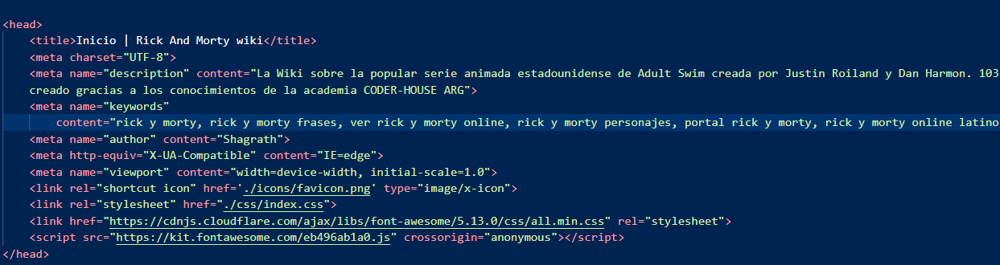 <head>
<title>Inicio | Rick And Morty wiki</title>
<meta charset="UTF-8">
<meta name="description" content="La Wiki sobre la popular serie animada estadounidense de Adult Swim creada por Justin Roiland y Dan Harmon. 103
creado gracias a los conocimientos de la academia CODER-HOUSE ARG">
<meta name="keywords"
content="rick y morty, rick y morty frases, ver rick y morty online, rick y morty personajes, portal rick y morty, rick y morty online latino
<meta name="author" content="Shagrath">
<meta http-equiv="X-UA-Compatible" content="IE=edge">
<meta name="viewport" content="width=device-width, initial-scale=1.0">
<link rel="shortcut icon" href='./icons/favicon.png' type="image/x-icon">
<link rel="stylesheet" href="./css/index.css">
<link href="https://cdnjs.cloudflare.com/ajax/libs/font-awesome/5.13.0/css/all.min.css" rel="stylesheet">
<script src="https://kit.fontawesome.com/eb496ab1a0.js" crossorigin="anonymous"></script>
</head>